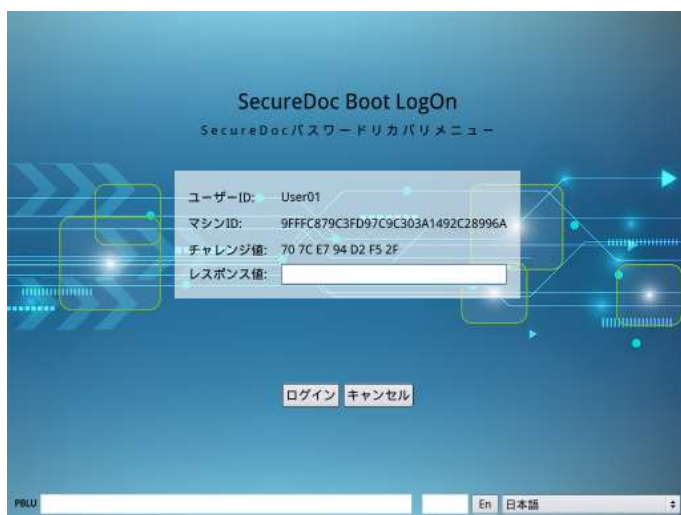 SecureDoc Boot LogOn
SecureDocパスワードリカバリメニュー
ユーザーID: User01
マシンID: 9FFFC879C3FD97C9C303A1492C28996A
チャレンジ値: 70 7C E7 94 D2 F5 2F
レスポンス値:
ログイン キャンセル
PBLU En 日本語